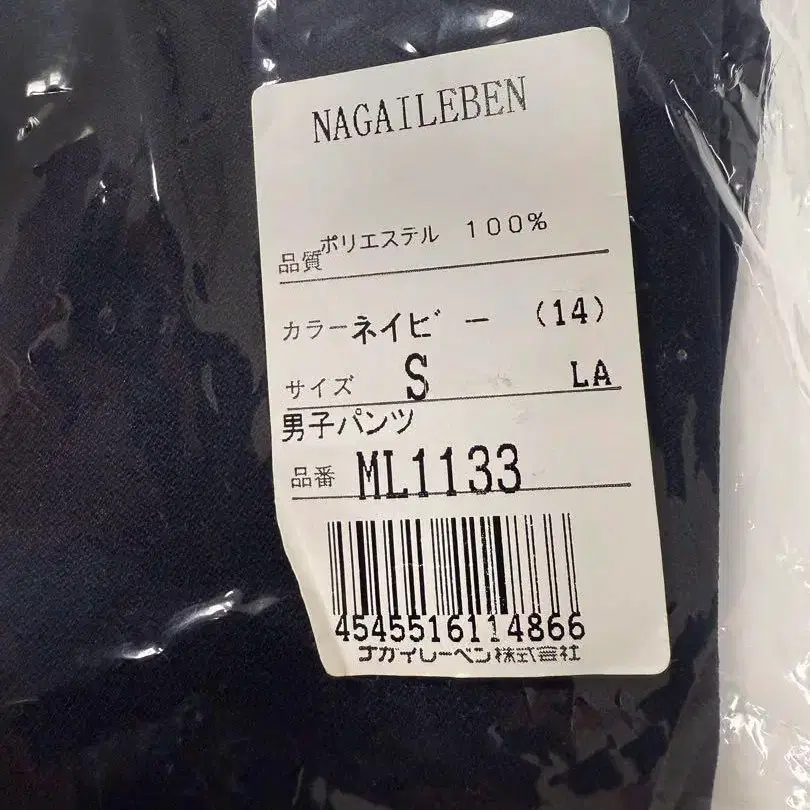 NAGAILEBEN
品質 ポリエステル 100%
カラー ネイビー (14)
サイズ S LA
男子パンツ
品番 ML1133
4545516114866
ナガイレーベン株式会社